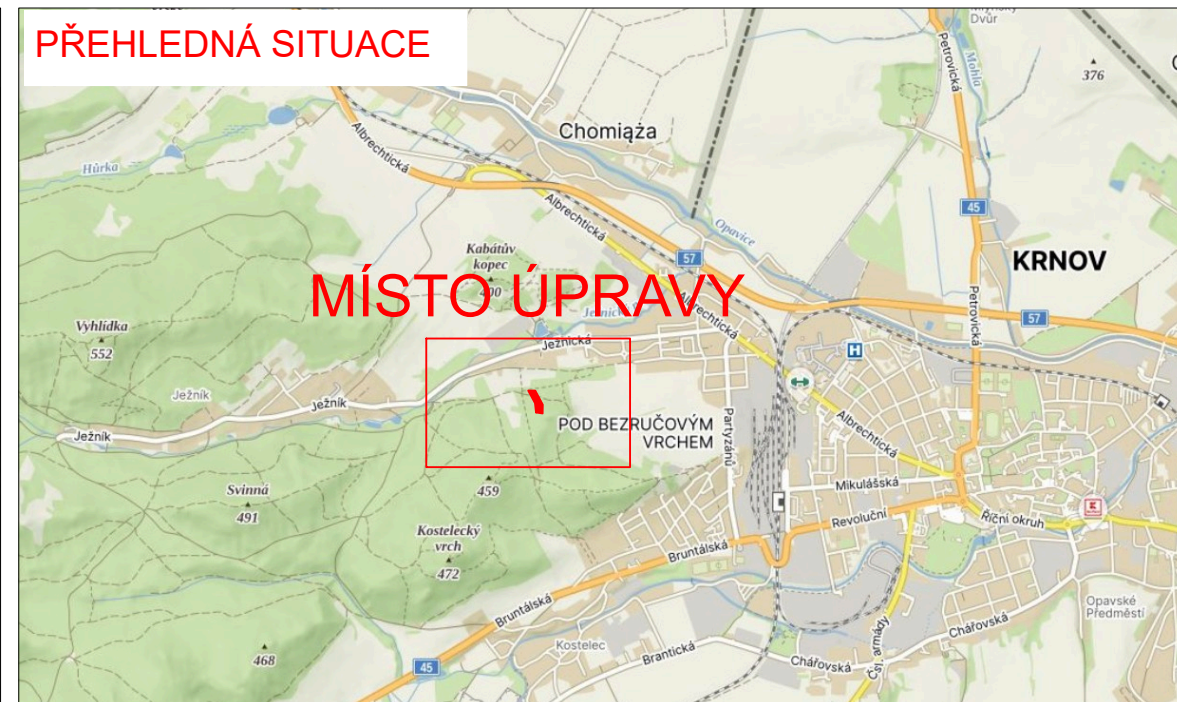 PŘEHLEDNÁ SITUACE
Dvůr
Petrovická
Mohla
376
Chomiąża
Albrechtická
Hůrka
Albrechtická
45
Opavice
Kabátův
kopec
400
57
KRNOV
MÍSTO ÚPRAVY
Albrechtická
Petrovická
57
Vyhlídka
552
Ježnická
H
Ježník
Ježník
Ježník
POD BEZRUČOVÝM
VRCHEM
Partyzánů
Albrechtická
Svinná
491
459
Mikulášská
Revoluční
Říční okruh
Kostelecký
vrch
472
Bruntálská
Bruntálská
Opavské
Předměstí
Kostelec
Brantická
Chářovská
Chářovská
Čsl. armády
468
45